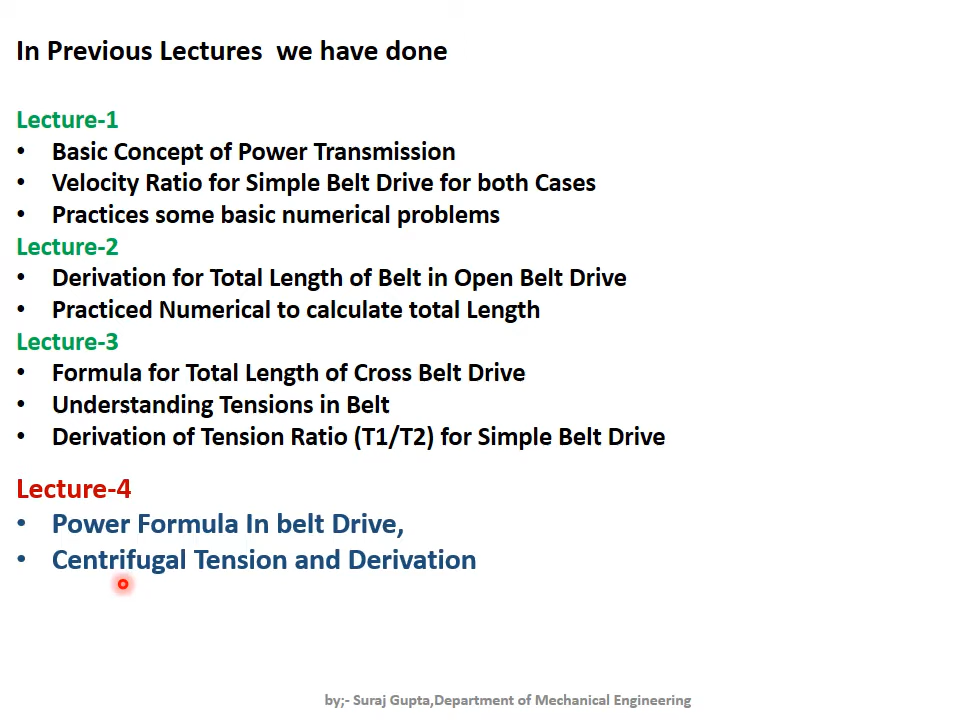 In Previous Lectures  we have done
Lecture-1
• Basic Concept of Power Transmission
• Velocity Ratio for Simple Belt Drive for both Cases
• Practices some basic numerical problems
Lecture-2
• Derivation for Total Length of Belt in Open Belt Drive
• Practiced Numerical to calculate total Length
Lecture-3
• Formula for Total Length of Cross Belt Drive
• Understanding Tensions in Belt
• Derivation of Tension Ratio (T1/T2) for Simple Belt Drive
Lecture-4
• Power Formula In belt Drive,
• Centrifugal Tension and Derivation
by;- Suraj Gupta,Department of Mechanical Engineering